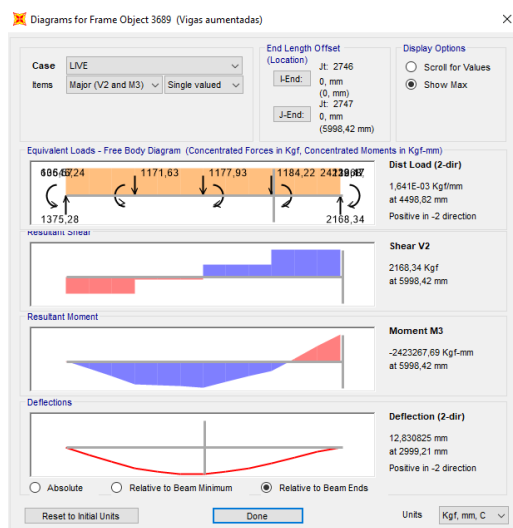 Diagrams for Frame Object 3689 (Vigas aumentadas)
Case LIVE
Items Major (V2 and M3) Single valued
End Length Offset
(Location)
Jt: 2746
I-End: 0, mm
(0, mm)
Jt: 2747
J-End: 0, mm
(5998,42 mm)
Display Options
Scroll for Values
Show Max
Equivalent Loads - Free Body Diagram (Concentrated Forces in Kgf, Concentrated Moments in Kgf-mm)
1171,63 1177,93 1184,22
1375,28 2168,34
Dist Load (2-dir)
1,641E-03 Kgf/mm
at 4498,82 mm
Positive in -2 direction
Resultant Shear
Shear V2
2168,34 Kgf
at 5998,42 mm
Resultant Moment
Moment M3
-2423267,69 Kgf-mm
at 5998,42 mm
Deflections
Deflection (2-dir)
12,830825 mm
at 2999,21 mm
Positive in -2 direction
Absolute Relative to Beam Minimum Relative to Beam Ends
Reset to Initial Units Done Units Kgf, mm, C